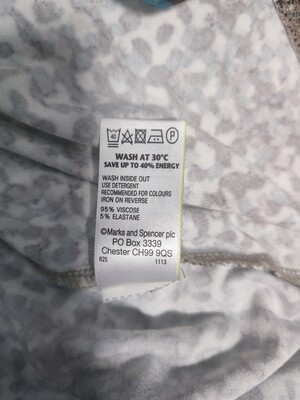 40 P
WASH AT 30°C
SAVE UP TO 40% ENERGY
WASH INSIDE OUT
USE DETERGENT
RECOMMENDED FOR COLOURS
IRON ON REVERSE
95% VISCOSE
5% ELASTANE
©Marks and Spencer plc
PO Box 3339
Chester CH99 9QS
R25 1113